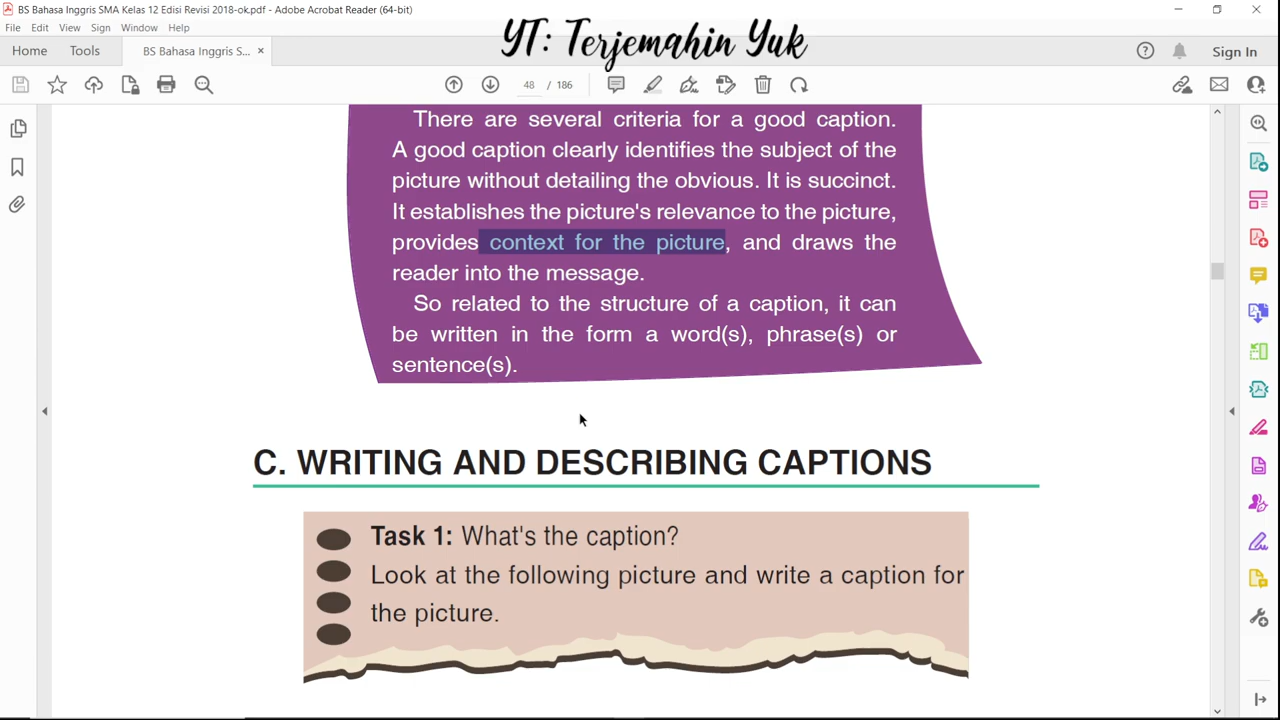 BS Bahasa Inggris SMA Kelas 12 Edisi Revisi 2018-ok.pdf - Adobe Acrobat Reader (64-bit)
File Edit View Sign Window Help
YT: Terjemahin Yuk
Home Tools BS Bahasa Inggris S... × Sign In
48 / 186
There are several criteria for a good caption.
A good caption clearly identifies the subject of the
picture without detailing the obvious. It is succinct.
It establishes the picture's relevance to the picture,
provides context for the picture, and draws the
reader into the message.
So related to the structure of a caption, it can
be written in the form a word(s), phrase(s) or
sentence(s).
C. WRITING AND DESCRIBING CAPTIONS
Task 1: What's the caption?
Look at the following picture and write a caption for
the picture.